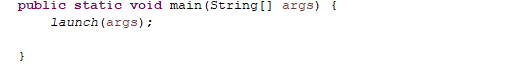 public static void main(String[] args) {
launch(args);
}